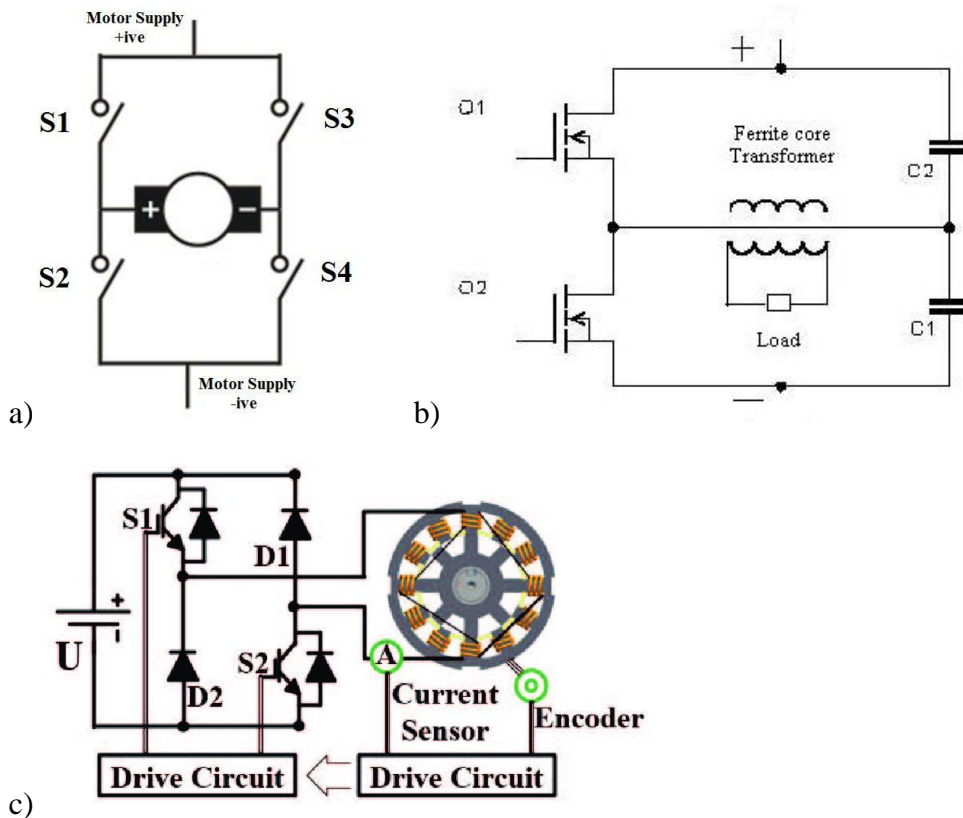 Motor Supply
+ive
S1
S3
+
−
S2
S4
Motor Supply
-ive
a)
+
Q1
Ferrite core
Transformer
C2
Q2
C1
Load
—
b)
S1
D1
+
-
U
S2
D2
A
Current
Sensor
Encoder
Drive Circuit
Drive Circuit
c)